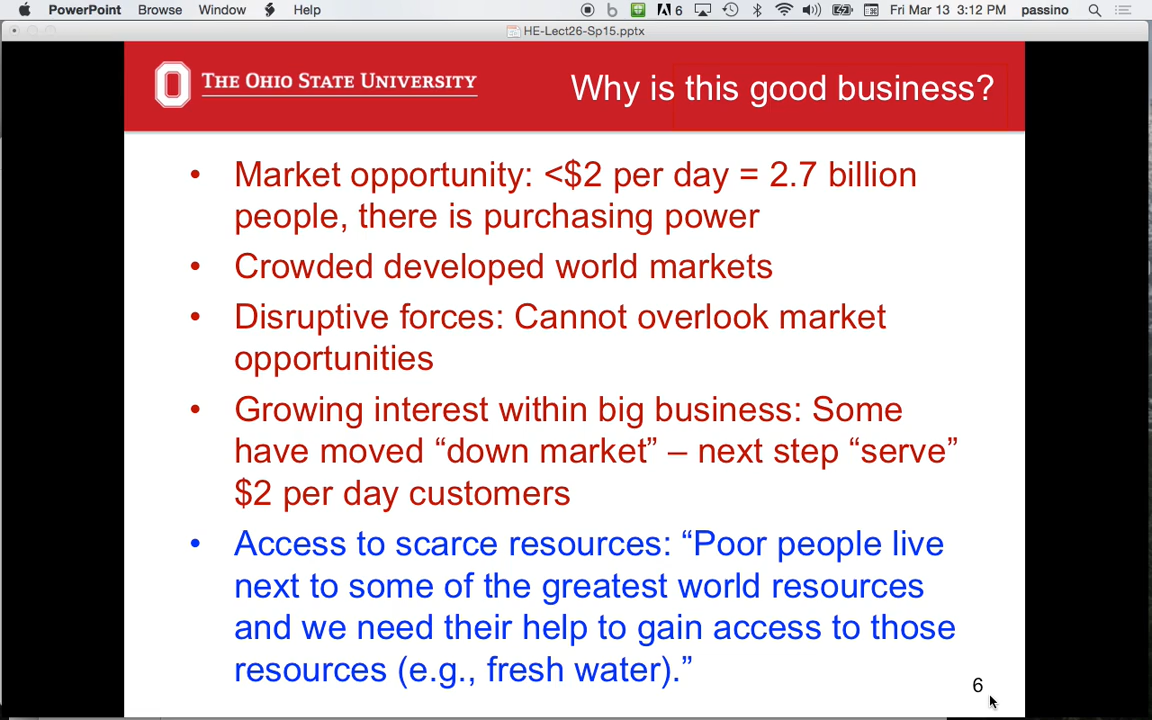 PowerPoint Browse Window Help 6 Fri Mar 13 3:12 PM passino
HE-Lect26-Sp15.pptx
THE OHIO STATE UNIVERSITY
Why is this good business?
• Market opportunity: <$2 per day = 2.7 billion
people, there is purchasing power
• Crowded developed world markets
• Disruptive forces: Cannot overlook market
opportunities
• Growing interest within big business: Some
have moved “down market” – next step “serve”
$2 per day customers
• Access to scarce resources: “Poor people live
next to some of the greatest world resources
and we need their help to gain access to those
resources (e.g., fresh water).”
6